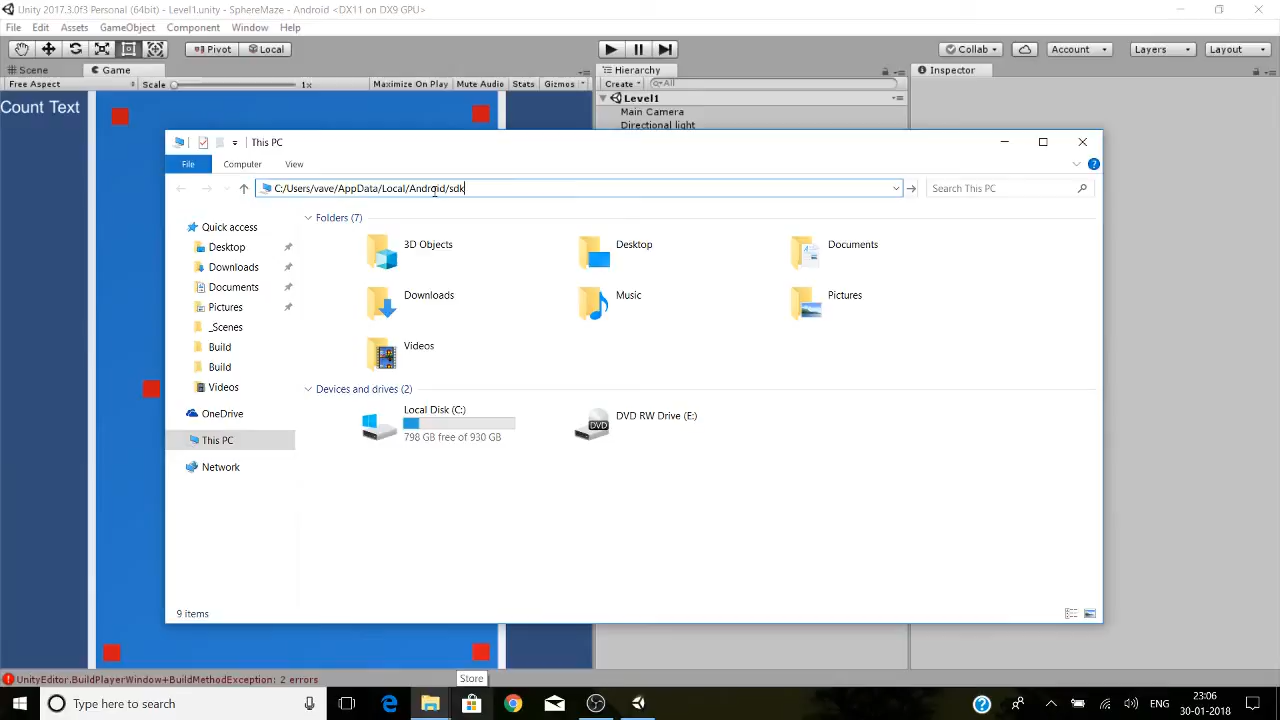 Unity 2017.3.0f3 Personal (64bit) - Level1.unity - SphereMaze - Android <DX11 on DX9 GPU>
File Edit Assets GameObject Component Window Help
Pivot Local Collab Account Layers Layout
Scene Game Hierarchy Inspector
Free Aspect Scale 1x Maximize On Play Mute Audio Stats Gizmos Create All
Level1
Main Camera
Directional light
Count Text
This PC
File Computer View
C:/Users/vave/AppData/Local/Android/sdk
Search This PC
Quick access
Desktop
Downloads
Documents
Pictures
_Scenes
Build
Build
Videos
OneDrive
This PC
Network
Folders (7)
3D Objects
Desktop
Documents
Downloads
Music
Pictures
Videos
Devices and drives (2)
Local Disk (C:)
798 GB free of 930 GB
DVD
DVD RW Drive (E:)
9 items
UnityEditor.BuildPlayerWindow+BuildMethodException: 2 errors
Store
Type here to search
ENG
23:06
30-01-2018